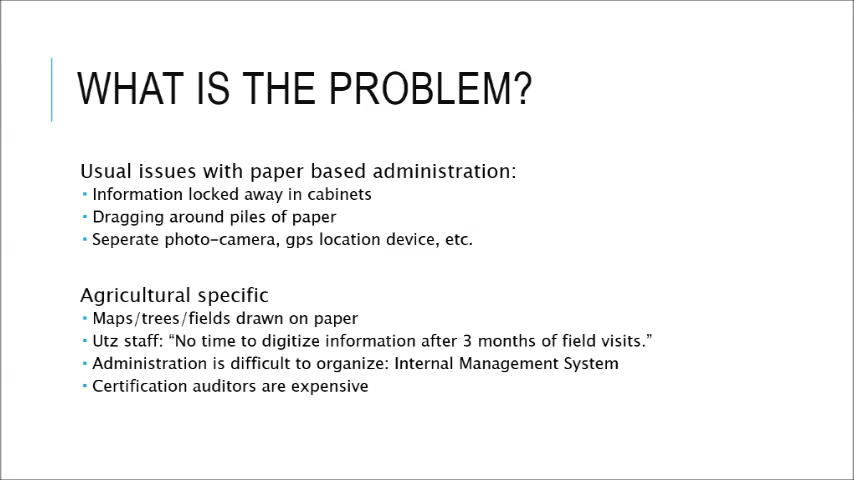 WHAT IS THE PROBLEM?
Usual issues with paper based administration:
▪ Information locked away in cabinets
▪ Dragging around piles of paper
▪ Seperate photo-camera, gps location device, etc.
Agricultural specific
▪ Maps/trees/fields drawn on paper
▪ Utz staff: “No time to digitize information after 3 months of field visits.”
▪ Administration is difficult to organize: Internal Management System
▪ Certification auditors are expensive